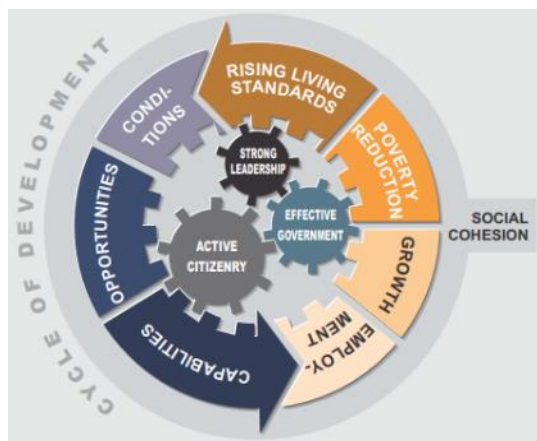 CYCLE OF DEVELOPMENT
RISING LIVING
STANDARDS
POVERTY
REDUCTION
GROWTH
EMPLOY-
MENT
CAPABILITIES
OPPORTUNITIES
CONDI-
TIONS
STRONG
LEADERSHIP
EFFECTIVE
GOVERNMENT
ACTIVE
CITIZENRY
SOCIAL
COHESION